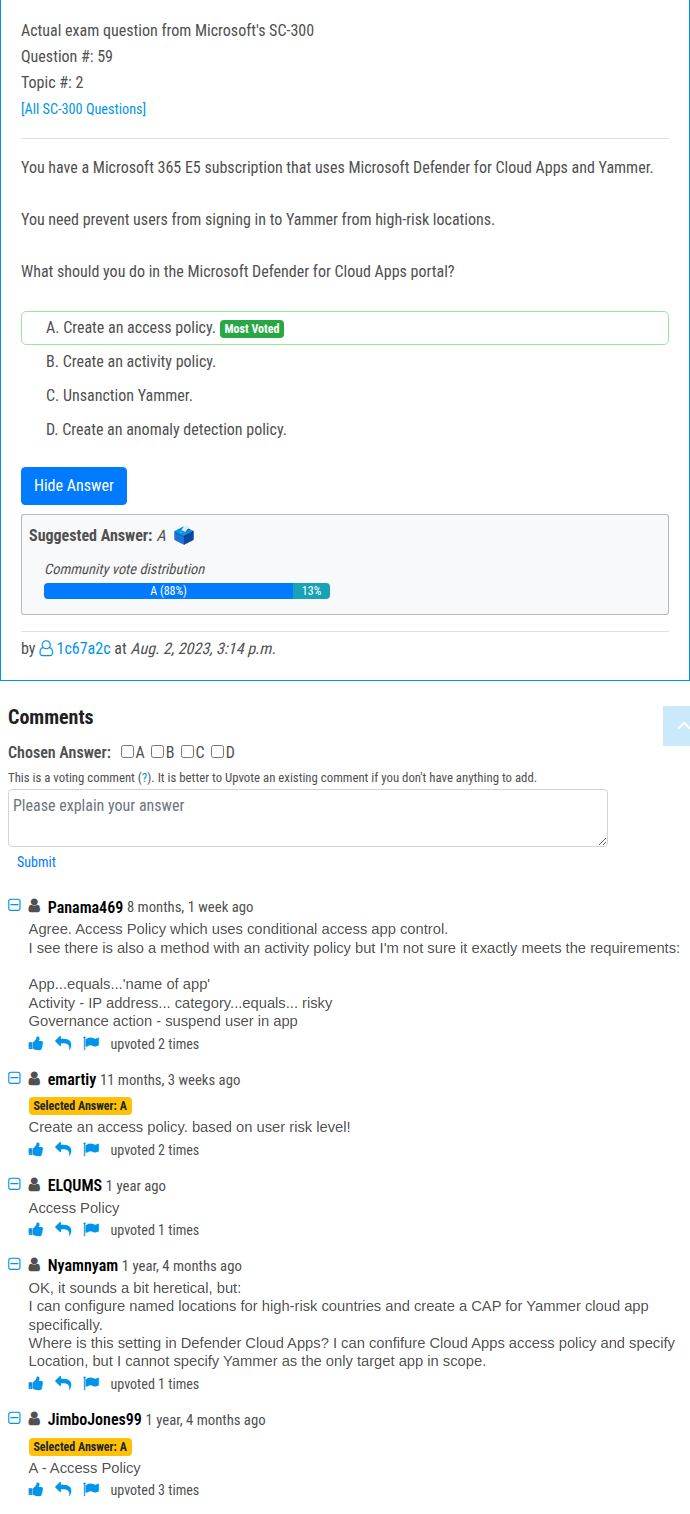 Actual exam question from Microsoft's SC-300
Question #: 59
Topic #: 2
[All SC-300 Questions]
You have a Microsoft 365 E5 subscription that uses Microsoft Defender for Cloud Apps and Yammer.
You need prevent users from signing in to Yammer from high-risk locations.
What should you do in the Microsoft Defender for Cloud Apps portal?
A. Create an access policy. Most Voted
B. Create an activity policy.
C. Unsanction Yammer.
D. Create an anomaly detection policy.
Hide Answer
Suggested Answer: A
Community vote distribution
A (88%) 13%
by 1c67a2c at Aug. 2, 2023, 3:14 p.m.
Comments
Chosen Answer: A B C D
This is a voting comment (?). It is better to Upvote an existing comment if you don't have anything to add.
Please explain your answer
Submit
Panama469 8 months, 1 week ago
Agree. Access Policy which uses conditional access app control.
I see there is also a method with an activity policy but I'm not sure it exactly meets the requirements:
App...equals...'name of app'
Activity - IP address... category...equals... risky
Governance action - suspend user in app
upvoted 2 times
emartiy 11 months, 3 weeks ago
Selected Answer: A
Create an access policy. based on user risk level!
upvoted 2 times
ELQUMS 1 year ago
Access Policy
upvoted 1 times
Nyamnyam 1 year, 4 months ago
OK, it sounds a bit heretical, but:
I can configure named locations for high-risk countries and create a CAP for Yammer cloud app
specifically.
Where is this setting in Defender Cloud Apps? I can confifure Cloud Apps access policy and specify
Location, but I cannot specify Yammer as the only target app in scope.
upvoted 1 times
JimboJones99 1 year, 4 months ago
Selected Answer: A
A - Access Policy
upvoted 3 times